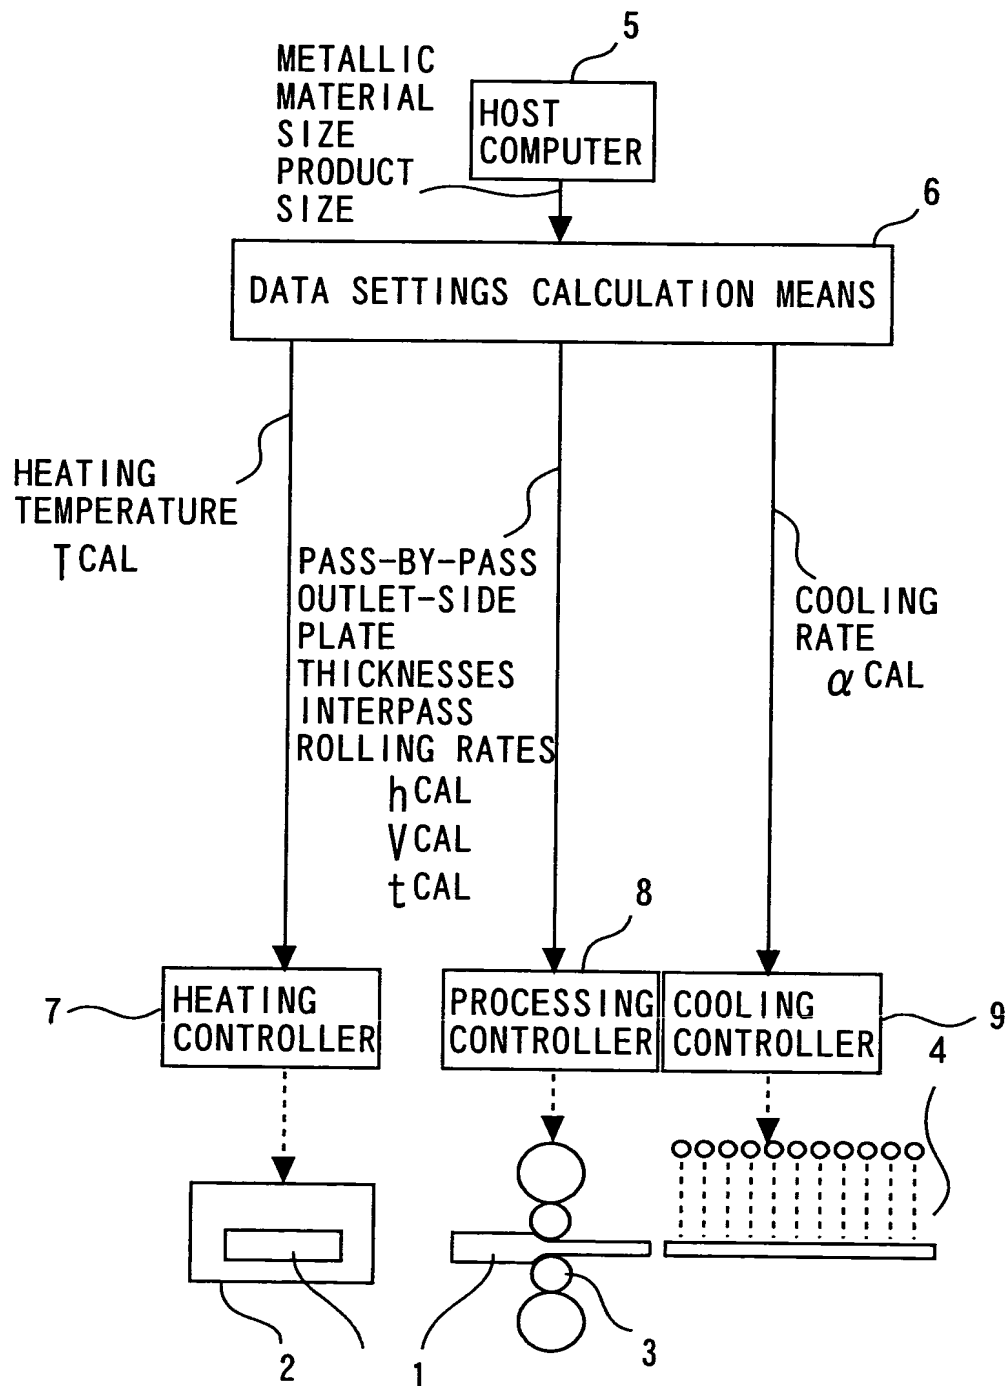 5
METALLIC
MATERIAL
SIZE
PRODUCT
SIZE
HOST
COMPUTER
6
DATA SETTINGS CALCULATION MEANS
HEATING
TEMPERATURE
TCAL
PASS-BY-PASS
OUTLET-SIDE
PLATE
THICKNESSES
INTERPASS
ROLLING RATES
hCAL
VCAL
tCAL
COOLING
RATE
αCAL
7
HEATING
CONTROLLER
8
PROCESSING
CONTROLLER
COOLING
CONTROLLER
9
4
2
1
3